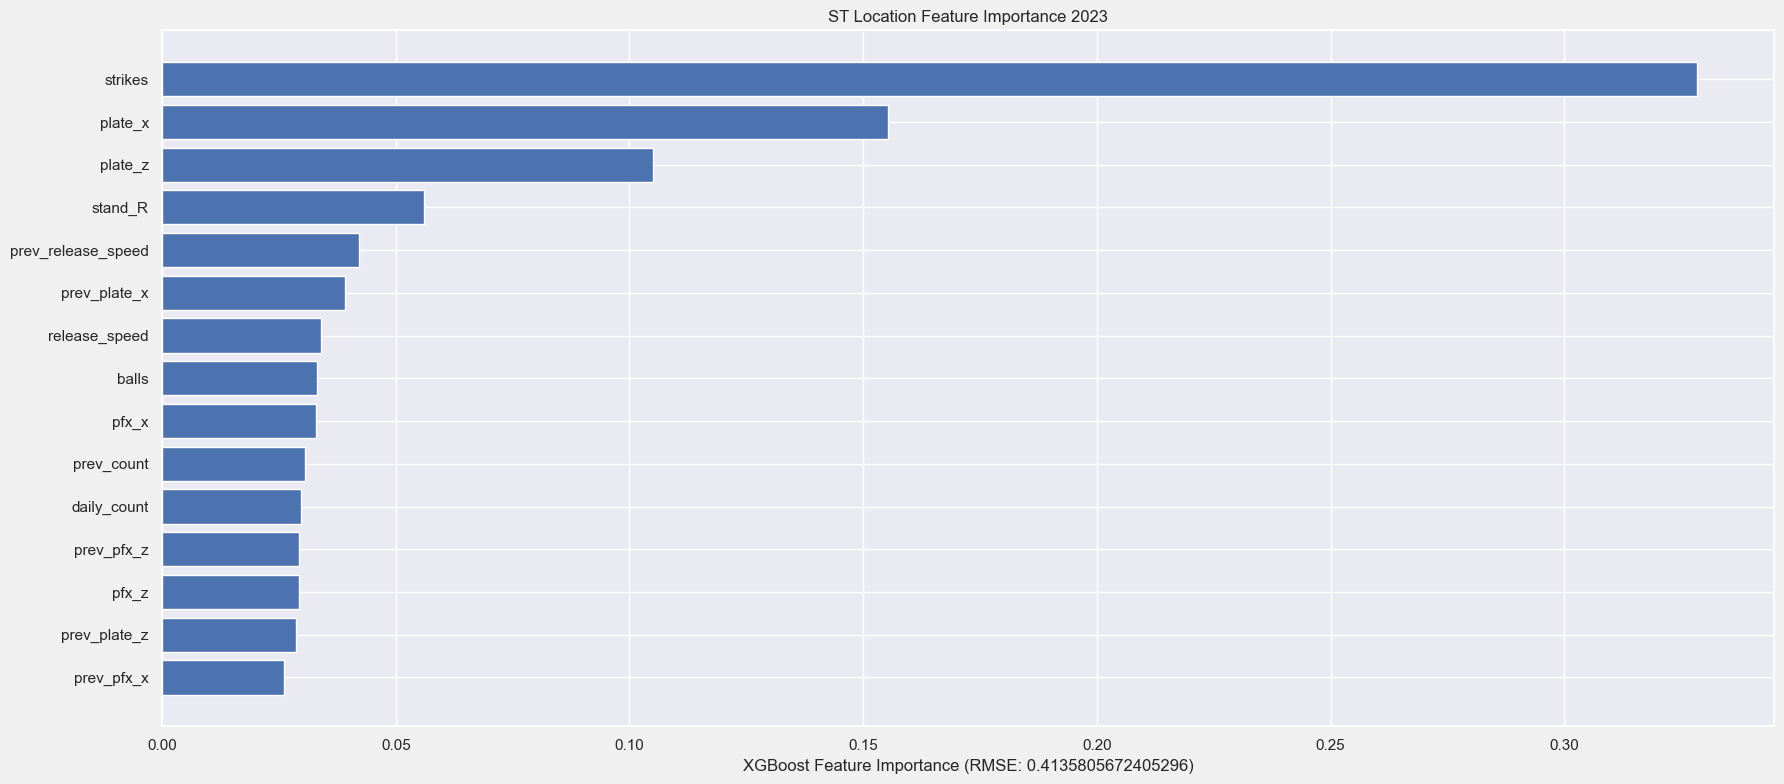 ST Location Feature Importance 2023
strikes
plate_x
plate_z
stand_R
prev_release_speed
prev_plate_x
release_speed
balls
pfx_x
prev_count
daily_count
prev_pfx_z
pfx_z
prev_plate_z
prev_pfx_x
0.00 0.05 0.10 0.15 0.20 0.25 0.30
XGBoost Feature Importance (RMSE: 0.4135805672405296)